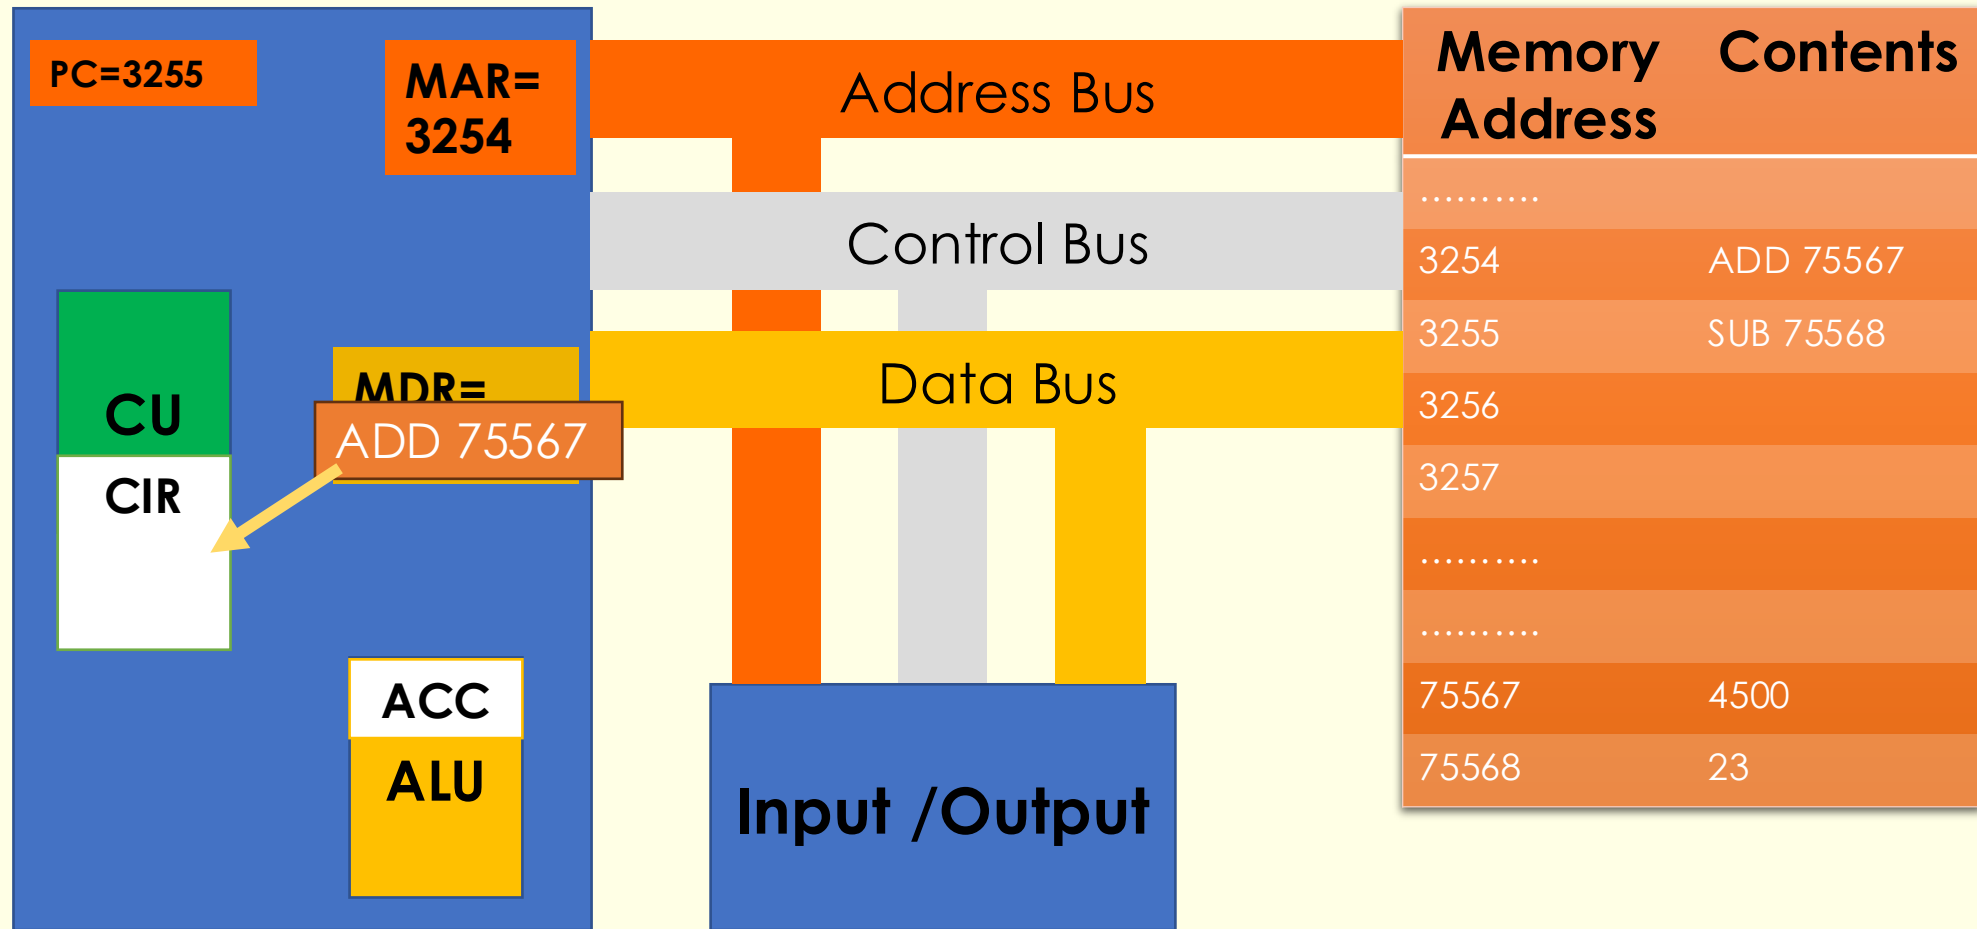 PC=3255
MAR=
3254
Address Bus
Control Bus
Data Bus
CU
CIR
MDR=
ADD 75567
ACC
ALU
Input /Output
Memory Contents
Address
..........
3254 ADD 75567
3255 SUB 75568
3256
3257
..........
..........
75567 4500
75568 23